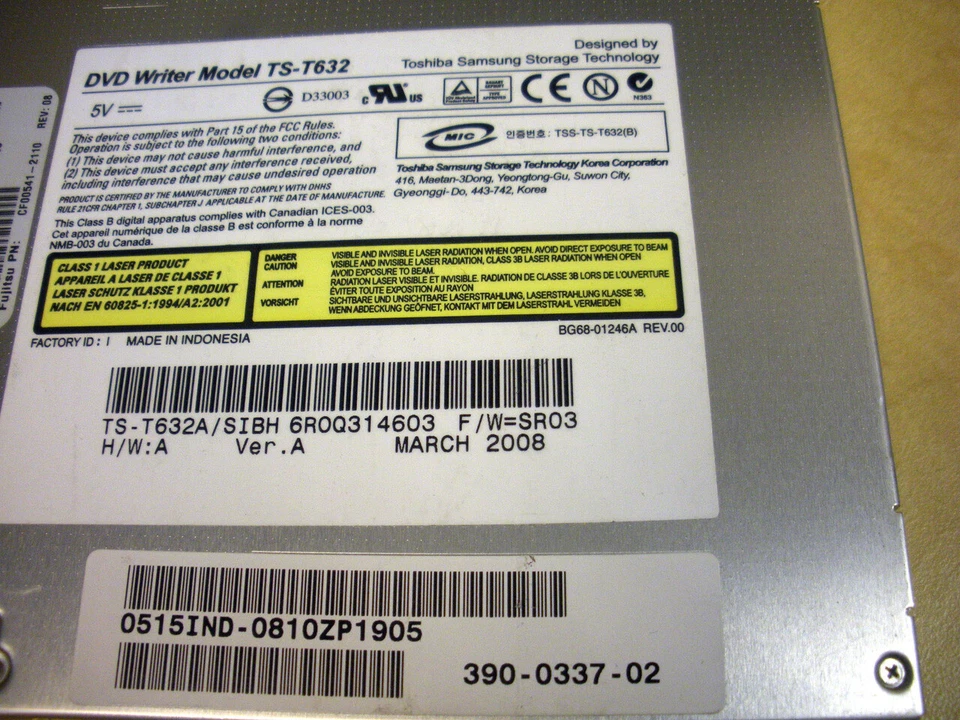 DVD Writer Model TS-T632
Designed by
Toshiba Samsung Storage Technology
5V
D33003
c RU US
CE
N
N363
This device complies with Part 15 of the FCC Rules.
Operation is subject to the following two conditions:
(1) This device may not cause harmful interference, and
(2) This device must accept any interference received,
including interference that may cause undesired operation
PRODUCT IS CERTIFIED BY THE MANUFACTURER TO COMPLY WITH DHHS
RULE 21CFR CHAPTER I, SUBCHAPTER J APPLICABLE AT THE DATE OF MANUFACTURE.
This Class B digital apparatus complies with Canadian ICES-003.
Cet appareil numérique de la classe B est conforme à la norme
NMB-003 du Canada.
MIC 인증번호 : TSS-TS-T632(B)
Toshiba Samsung Storage Technology Korea Corporation
416, Maetan-3Dong, Yeongtong-Gu, Suwon City,
Gyeonggi-Do, 443-742, Korea
CLASS 1 LASER PRODUCT
APPAREIL A LASER DE CLASSE 1
LASER SCHUTZ KLASSE 1 PRODUKT
NACH EN 60825-1:1994/A2:2001
DANGER VISIBLE AND INVISIBLE LASER RADIATION WHEN OPEN. AVOID DIRECT EXPOSURE TO BEAM
CAUTION VISIBLE AND INVISIBLE LASER RADIATION, CLASS 3B LASER RADIATION WHEN OPEN
AVOID EXPOSURE TO BEAM.
ATTENTION RADIATION LASER VISIBLE ET INVISIBLE. RADIATION DE CLASSE 3B LORS DE L'OUVERTURE
ÉVITER TOUTE EXPOSITION AU RAYON
VORSICHT SICHTBARE UND UNSICHTBARE LASERSTRAHLUNG, LASERSTRAHLUNG KLASSE 3B,
WENN ABDECKUNG GEÖFNET, KONTAKT MIT DEM LASERSTRAHL VERMEIDEN
FACTORY ID : I MADE IN INDONESIA
BG68-01246A REV.00
TS-T632A/SIBH 6R0Q314603 F/W=SR03
H/W:A Ver.A MARCH 2008
0515IND-0810ZP1905
390-0337-02
Fujitsu PN:
CF00541-2110 REV: 08